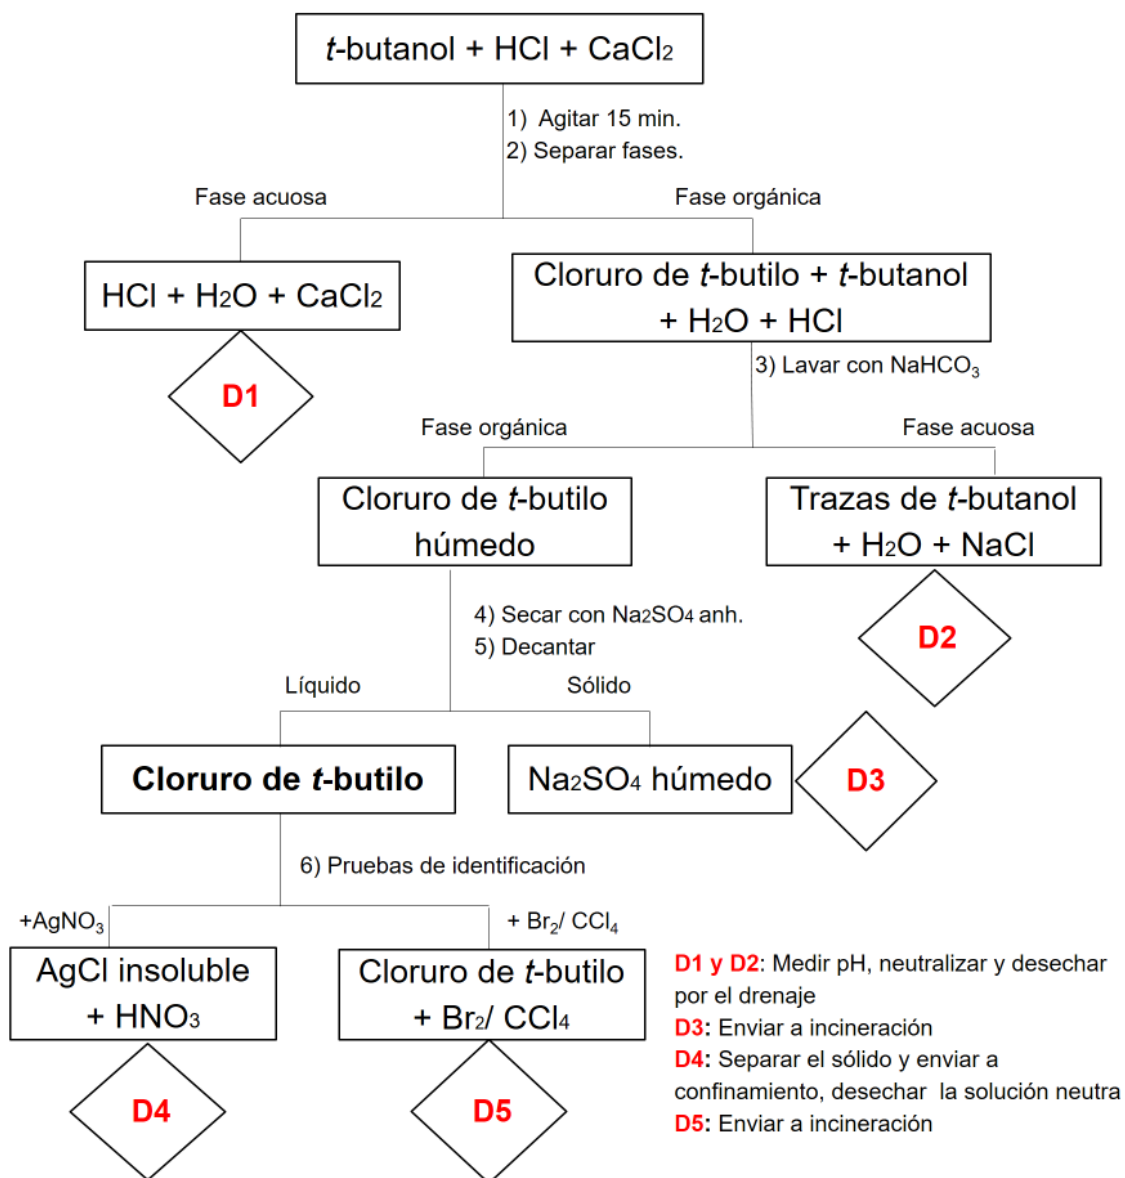 t-butanol + HCl + CaCl2
1) Agitar 15 min.
2) Separar fases.
Fase acuosa
Fase orgánica
HCl + H2O + CaCl2
Cloruro de t-butilo + t-butanol
+ H2O + HCl
D1
3) Lavar con NaHCO3
Fase orgánica
Fase acuosa
Cloruro de t-butilo
húmedo
Trazas de t-butanol
+ H2O + NaCl
D2
4) Secar con Na2SO4 anh.
5) Decantar
Líquido
Sólido
Cloruro de t-butilo
Na2SO4 húmedo
D3
6) Pruebas de identificación
+AgNO3
+ Br2/ CCl4
AgCl insoluble
+ HNO3
Cloruro de t-butilo
+ Br2/ CCl4
D4
D5
D1 y D2: Medir pH, neutralizar y desechar
por el drenaje
D3: Enviar a incineración
D4: Separar el sólido y enviar a
confinamiento, desechar la solución neutra
D5: Enviar a incineración